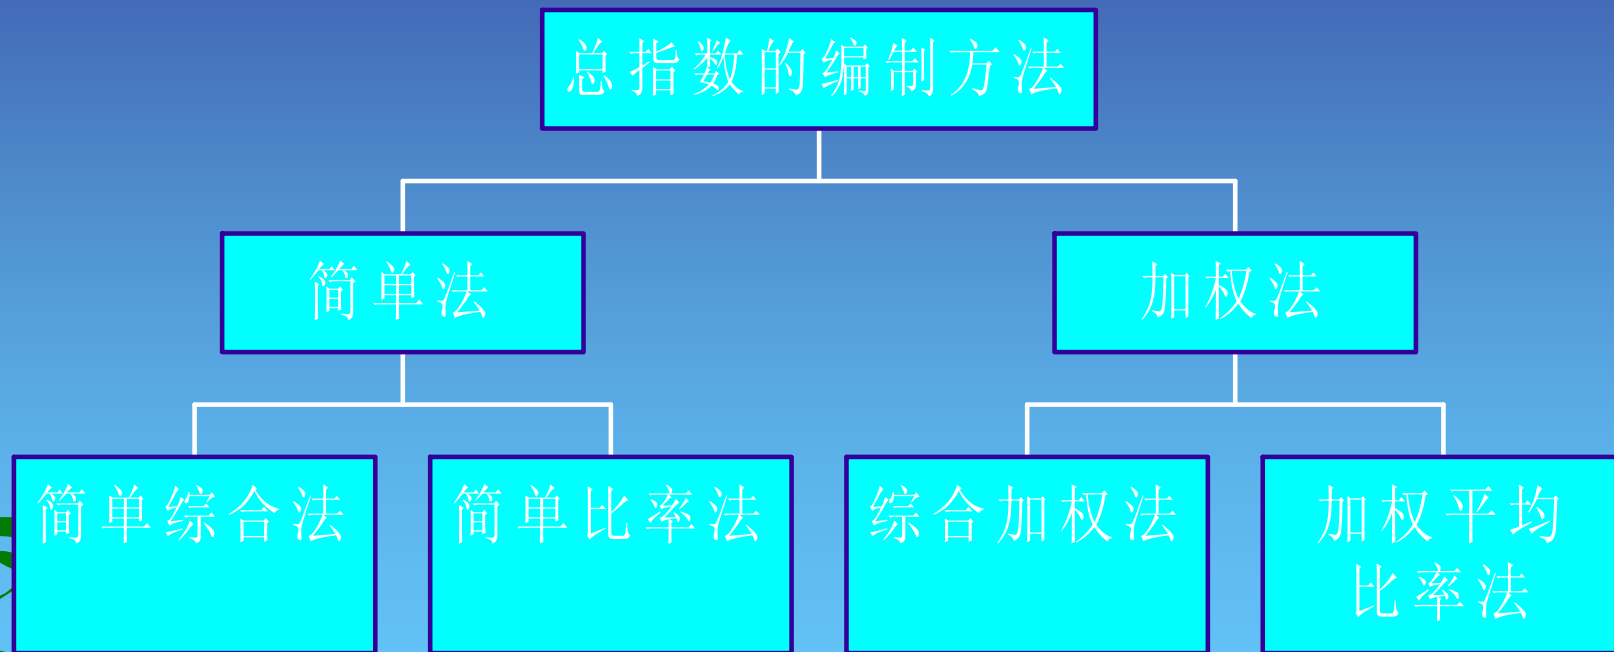 总指数的编制方法
简单法
加权法
简单综合法
简单比率法
综合加权法
加权平均
比率法